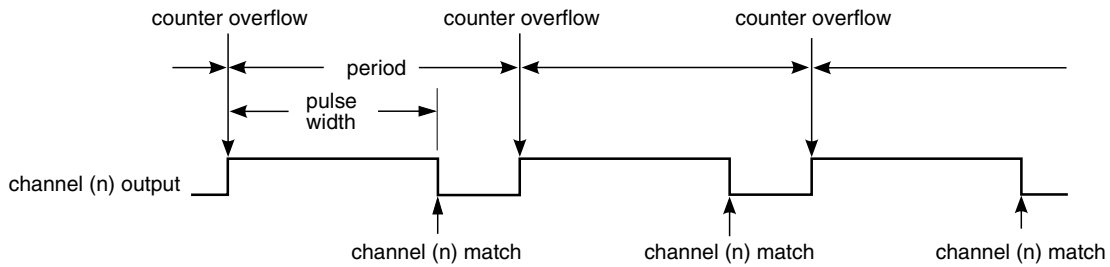 counter overflow
counter overflow
counter overflow
period
pulse
width
channel (n) output
channel (n) match
channel (n) match
channel (n) match